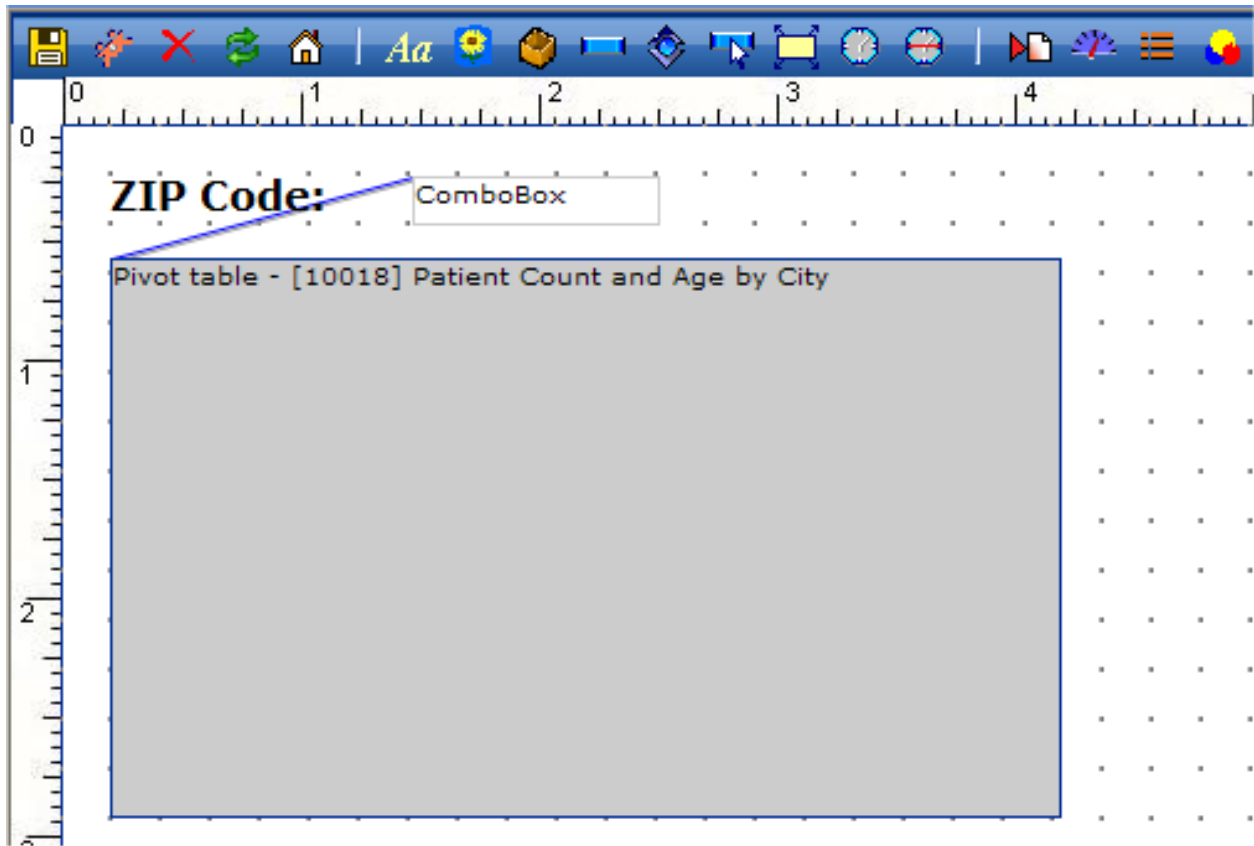 Aa
0 1 2 3 4
0
ZIP Code: ComboBox
Pivot table - [10018] Patient Count and Age by City
1
2